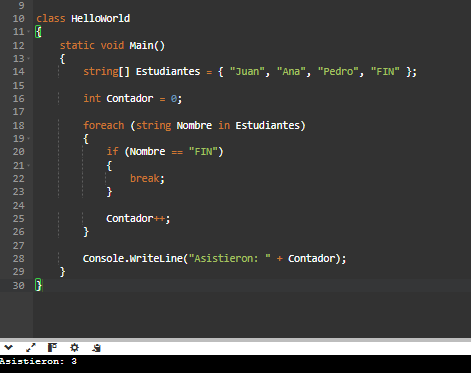 9
10 class HelloWorld
11 {
12 static void Main()
13 {
14 string[] Estudiantes = { "Juan", "Ana", "Pedro", "FIN" };
15
16 int Contador = 0;
17
18 foreach (string Nombre in Estudiantes)
19 {
20 if (Nombre == "FIN")
21 {
22 break;
23 }
24
25 Contador++;
26 }
27
28 Console.WriteLine("Asistieron: " + Contador);
29 }
30 }
Asistieron: 3